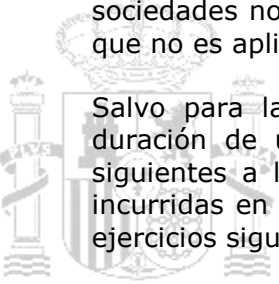 sociedades no
que no es apli
Salvo para la
duración de u
siguientes a l
incurridas en
ejercicios sigu